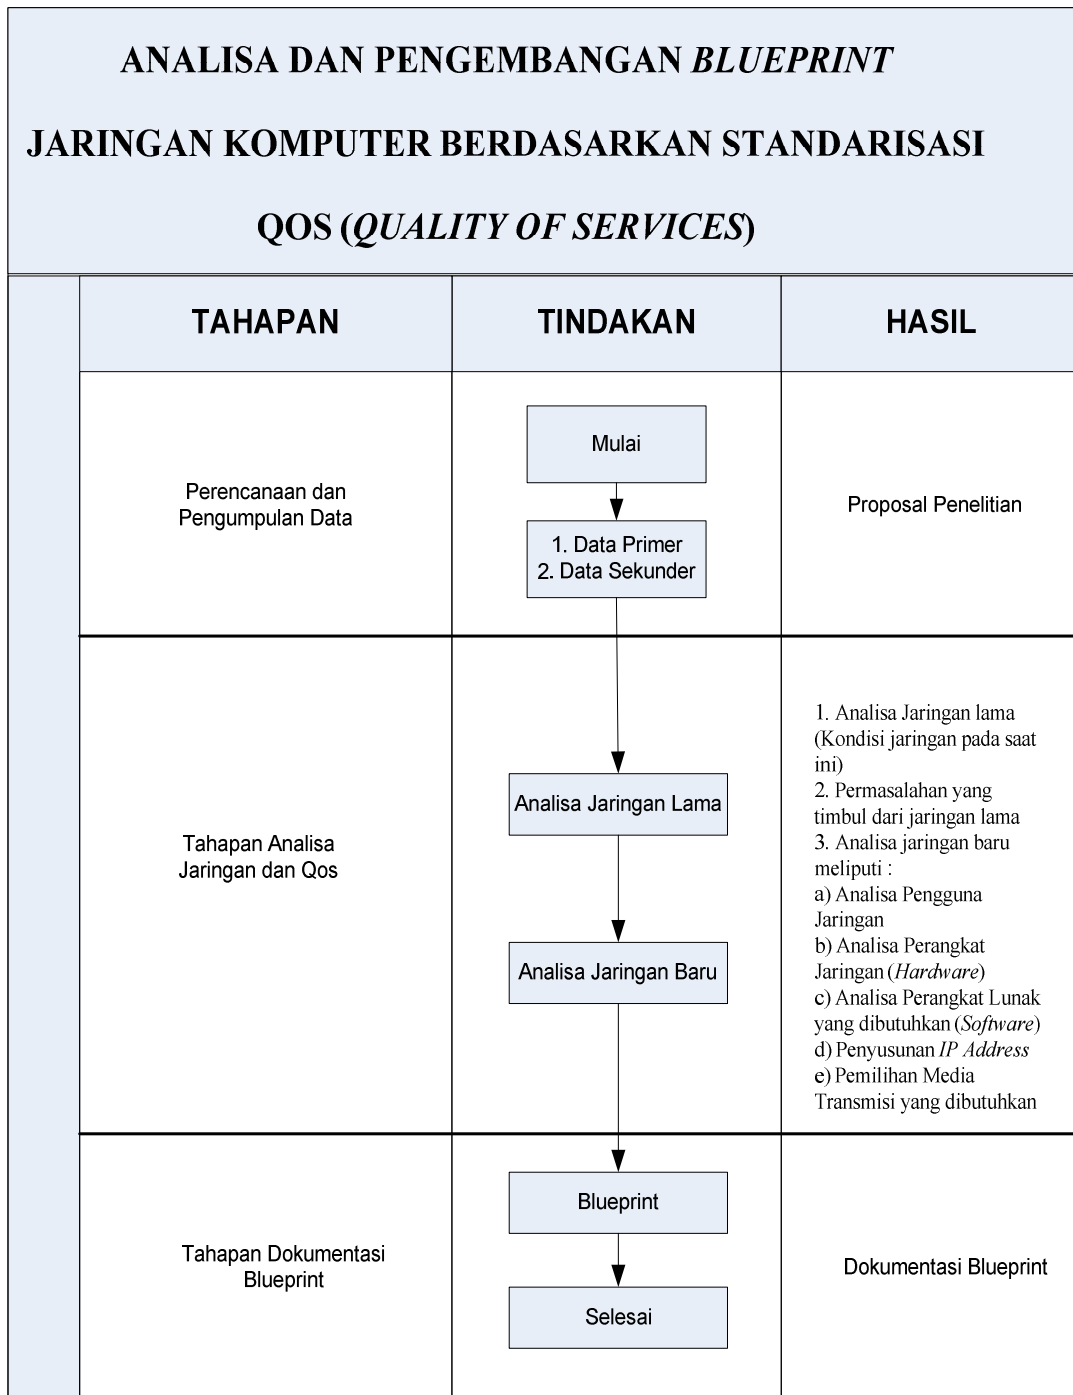 ANALISA DAN PENGEMBANGAN BLUEPRINT
JARINGAN KOMPUTER BERDASARKAN STANDARISASI
QOS (QUALITY OF SERVICES)
TAHAPAN
TINDAKAN
HASIL
Perencanaan dan
Pengumpulan Data
Mulai
1. Data Primer
2. Data Sekunder
Proposal Penelitian
Tahapan Analisa
Jaringan dan Qos
Analisa Jaringan Lama
Analisa Jaringan Baru
1. Analisa Jaringan lama
(Kondisi jaringan pada saat
ini)
2. Permasalahan yang
timbul dari jaringan lama
3. Analisa jaringan baru
meliputi :
a) Analisa Pengguna
Jaringan
b) Analisa Perangkat
Jaringan (Hardware)
c) Analisa Perangkat Lunak
yang dibutuhkan (Software)
d) Penyusunan IP Address
e) Pemilihan Media
Transmisi yang dibutuhkan
Tahapan Dokumentasi
Blueprint
Blueprint
Selesai
Dokumentasi Blueprint